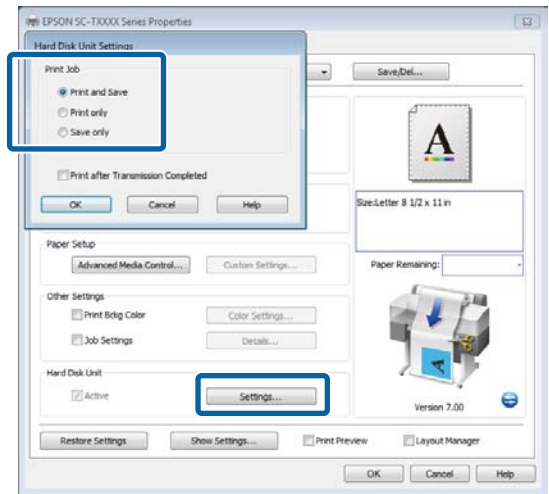 EPSON SC-TXXXX Series Properties
Hard Disk Unit Settings
Print Job
Print and Save
Print only
Save only
Print after Transmission Completed
OK Cancel Help
Save/Del...
A
Size:Letter 8 1/2 x 11 in
Paper Setup
Advanced Media Control... Custom Settings...
Paper Remaining:
Other Settings
Print Bckg Color Color Settings...
Job Settings Details...
Hard Disk Unit
Active Settings...
A
Version 7.00
Restore Settings Show Settings... Print Preview Layout Manager
OK Cancel Help